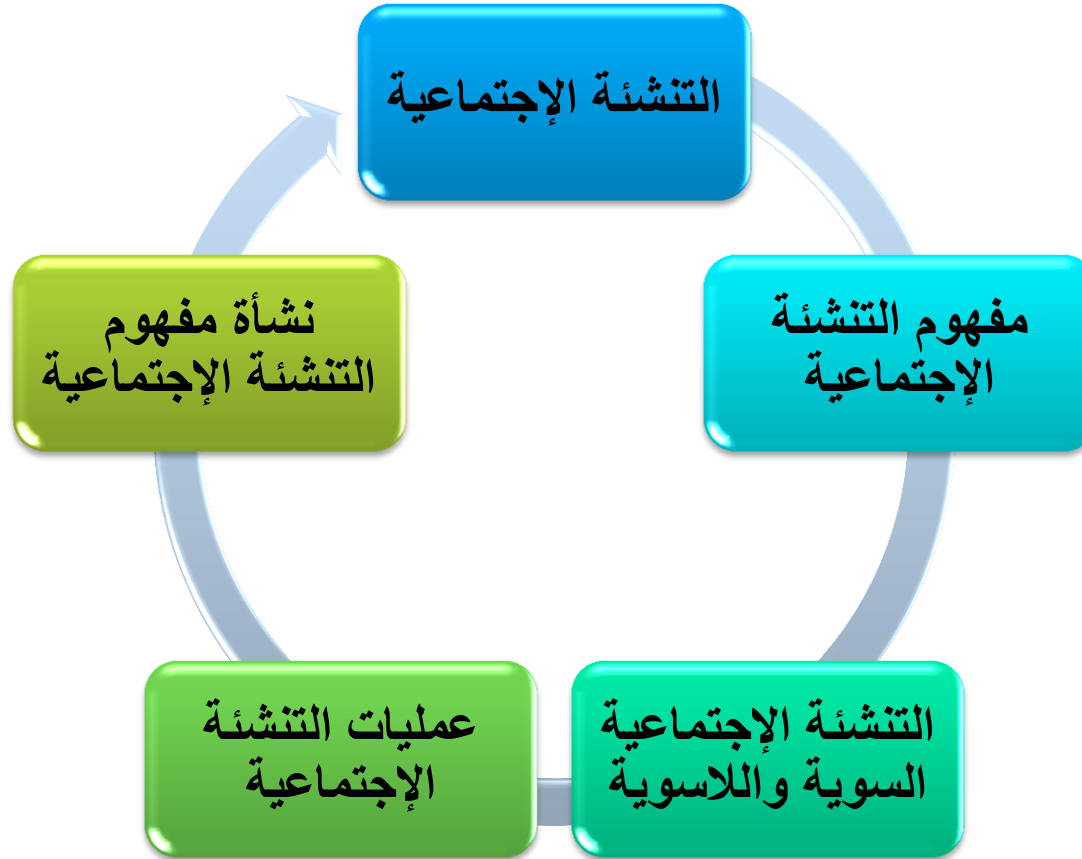 التنشئة الإجتماعية
مفهوم التنشئة
الإجتماعية
التنشئة الإجتماعية
السوية واللاسوية
عمليات التنشئة
الإجتماعية
نشأة مفهوم
التنشئة الإجتماعية